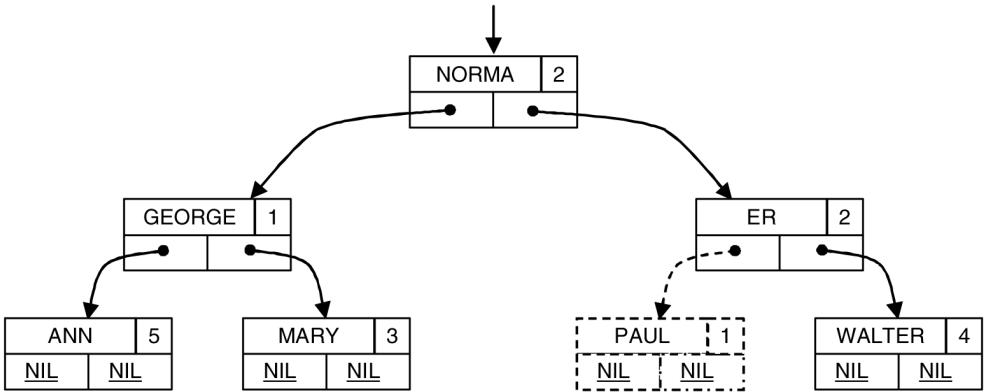 NORMA 2
GEORGE 1
ER 2
ANN 5
MARY 3
PAUL 1
WALTER 4
NIL NIL
NIL NIL
NIL NIL
NIL NIL